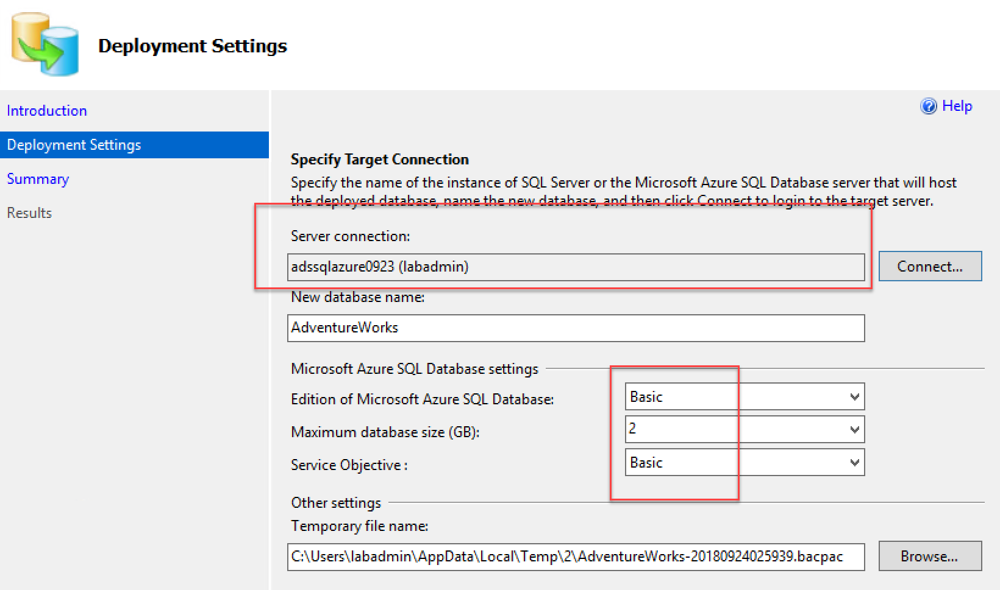 Deployment Settings
Introduction
Deployment Settings
Summary
Results
Help
Specify Target Connection
Specify the name of the instance of SQL Server or the Microsoft Azure SQL Database server that will host
the deployed database, name the new database, and then click Connect to login to the target server.
Server connection:
adssqlazure0923 (labadmin)
Connect...
New database name:
AdventureWorks
Microsoft Azure SQL Database settings
Edition of Microsoft Azure SQL Database:
Basic
Maximum database size (GB):
2
Service Objective :
Basic
Other settings
Temporary file name:
C:\Users\labadmin\AppData\Local\Temp\2\AdventureWorks-20180924025939.bacpac
Browse...